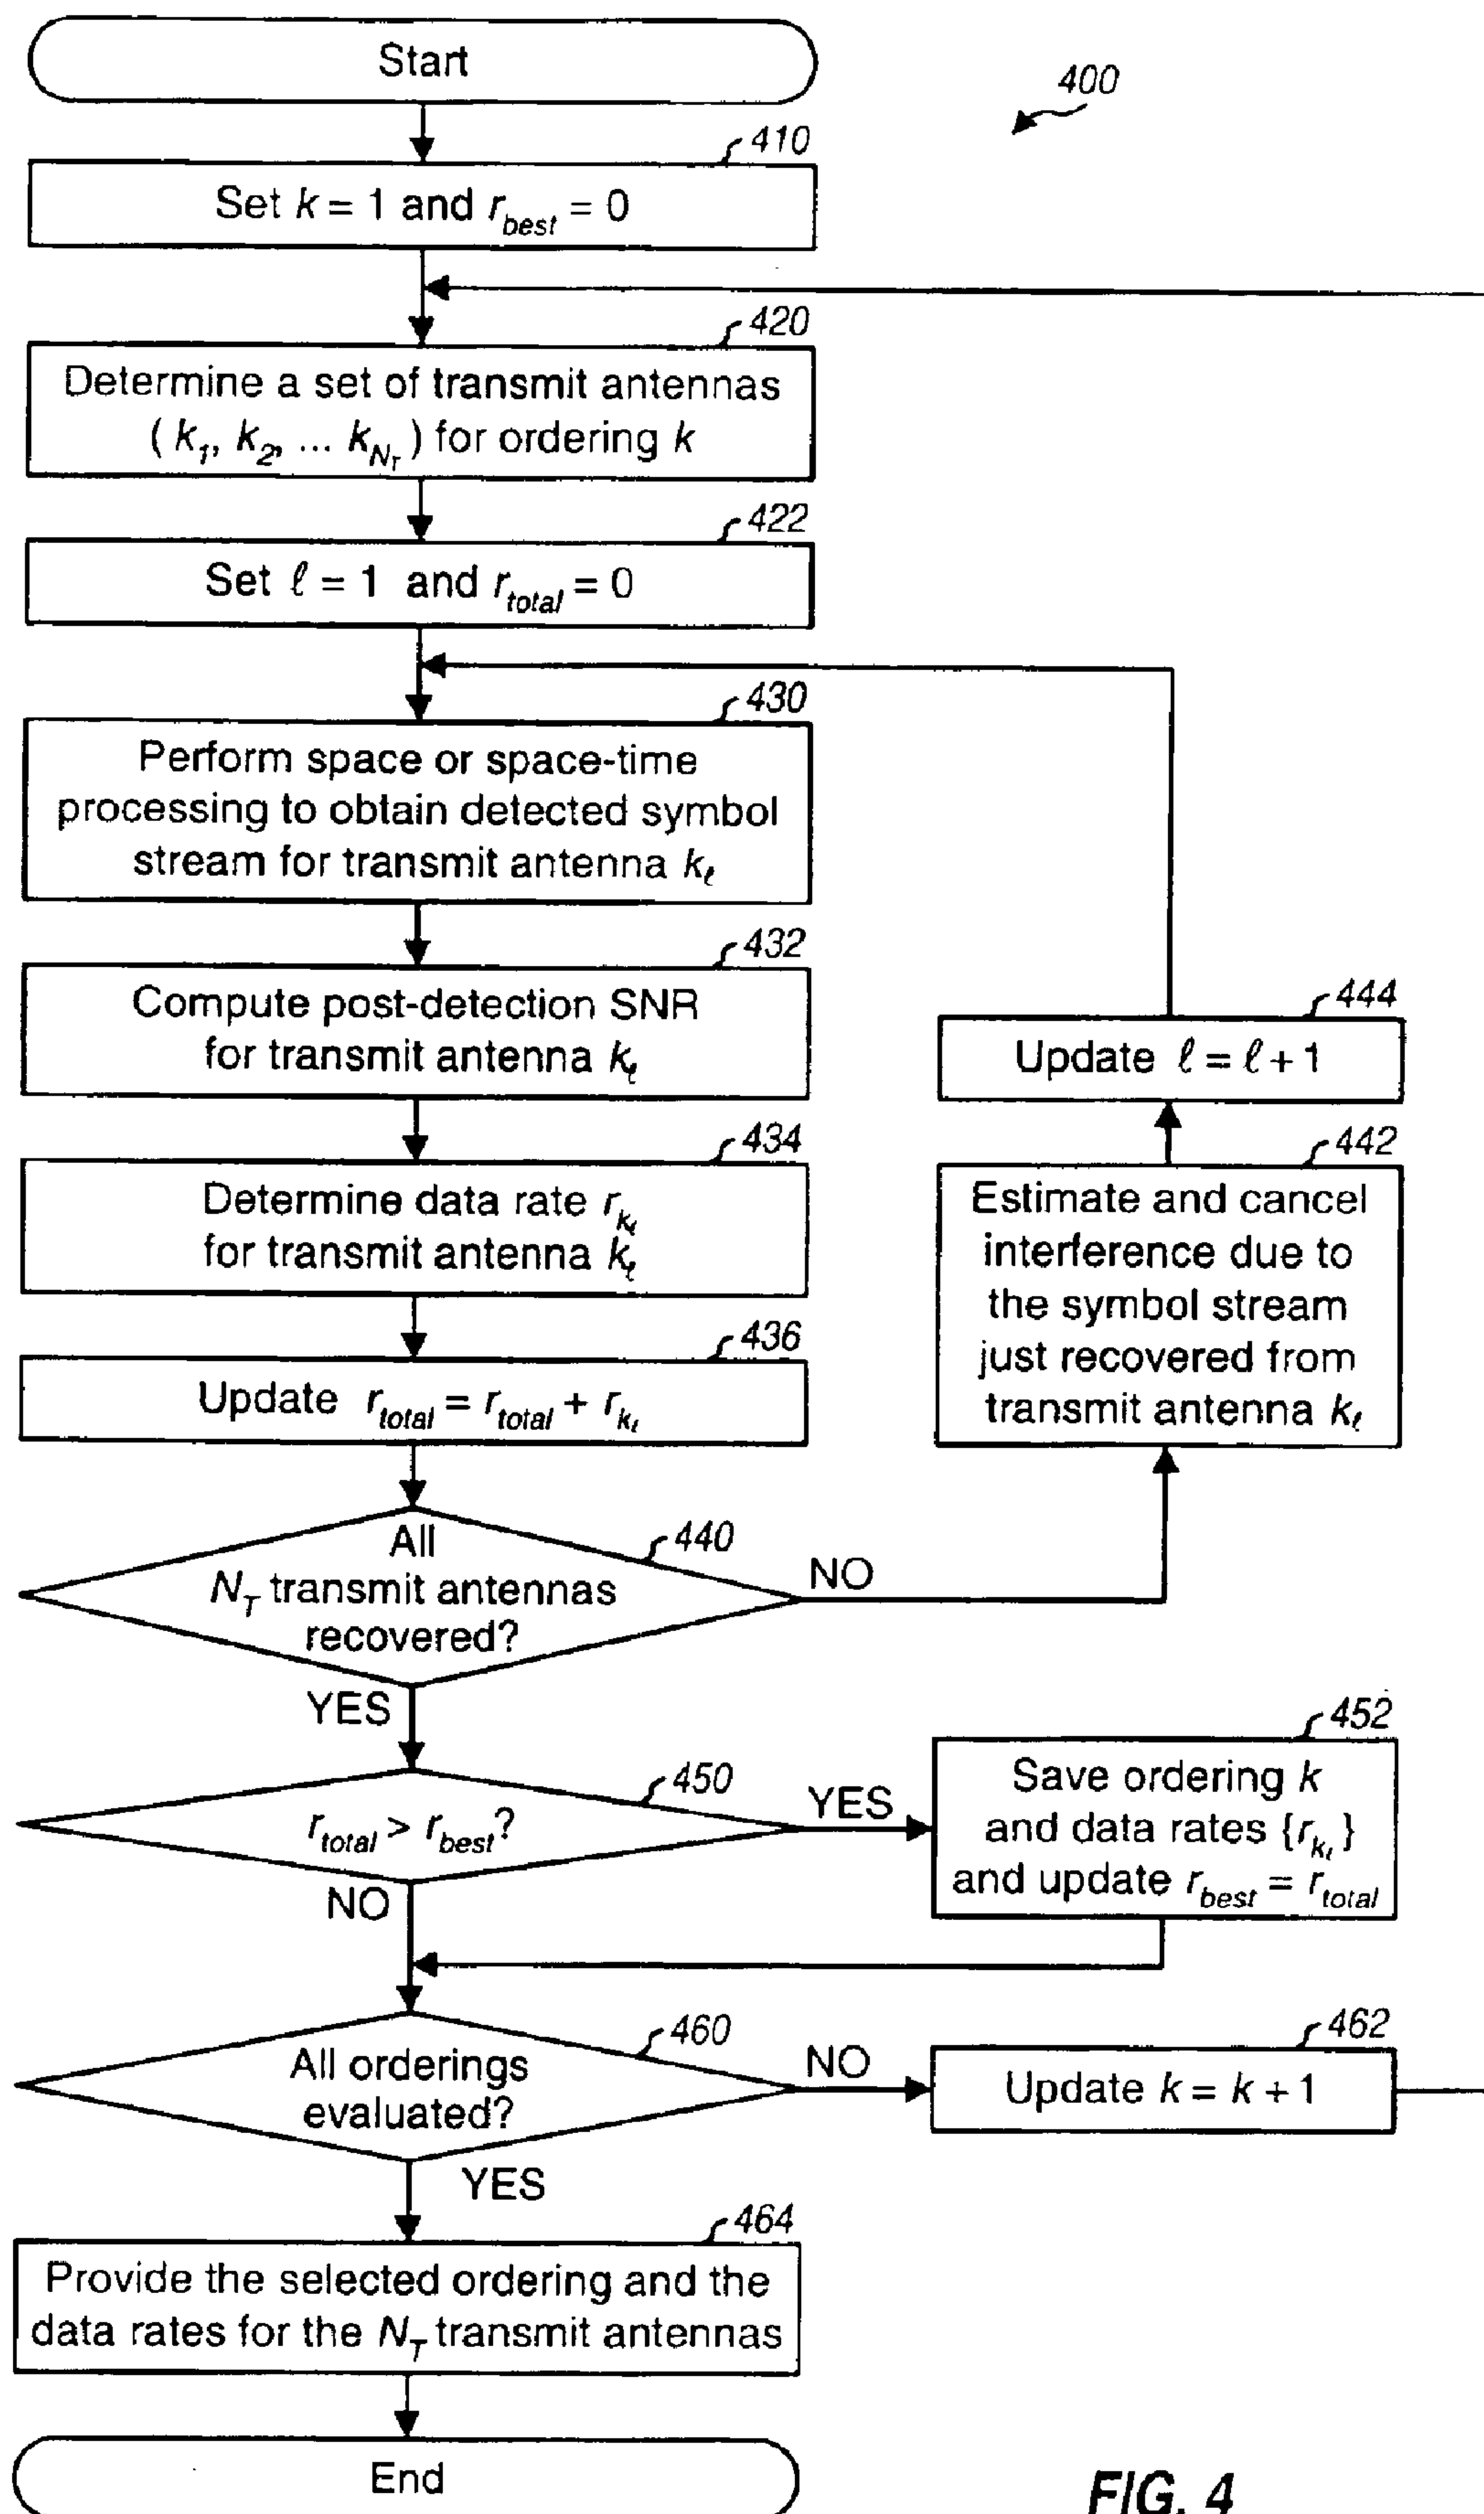 Start
400
410
Set k = 1 and r_best = 0
420
Determine a set of transmit antennas
( k_1, k_2, ... k_{N_T} ) for ordering k
422
Set ℓ = 1 and r_total = 0
430
Perform space or space-time
processing to obtain detected symbol
stream for transmit antenna k_ℓ
432
Compute post-detection SNR
for transmit antenna k_ℓ
434
Determine data rate r_{k_ℓ}
for transmit antenna k_ℓ
436
Update r_total = r_total + r_{k_ℓ}
444
Update ℓ = ℓ + 1
442
Estimate and cancel
interference due to
the symbol stream
just recovered from
transmit antenna k_ℓ
440
All
N_T transmit antennas
recovered?
NO
YES
450
r_total > r_best?
YES
NO
452
Save ordering k
and data rates {r_{k_ℓ}}
and update r_best = r_total
460
All orderings
evaluated?
NO
YES
462
Update k = k + 1
464
Provide the selected ordering and the
data rates for the N_T transmit antennas
End
FIG. 4